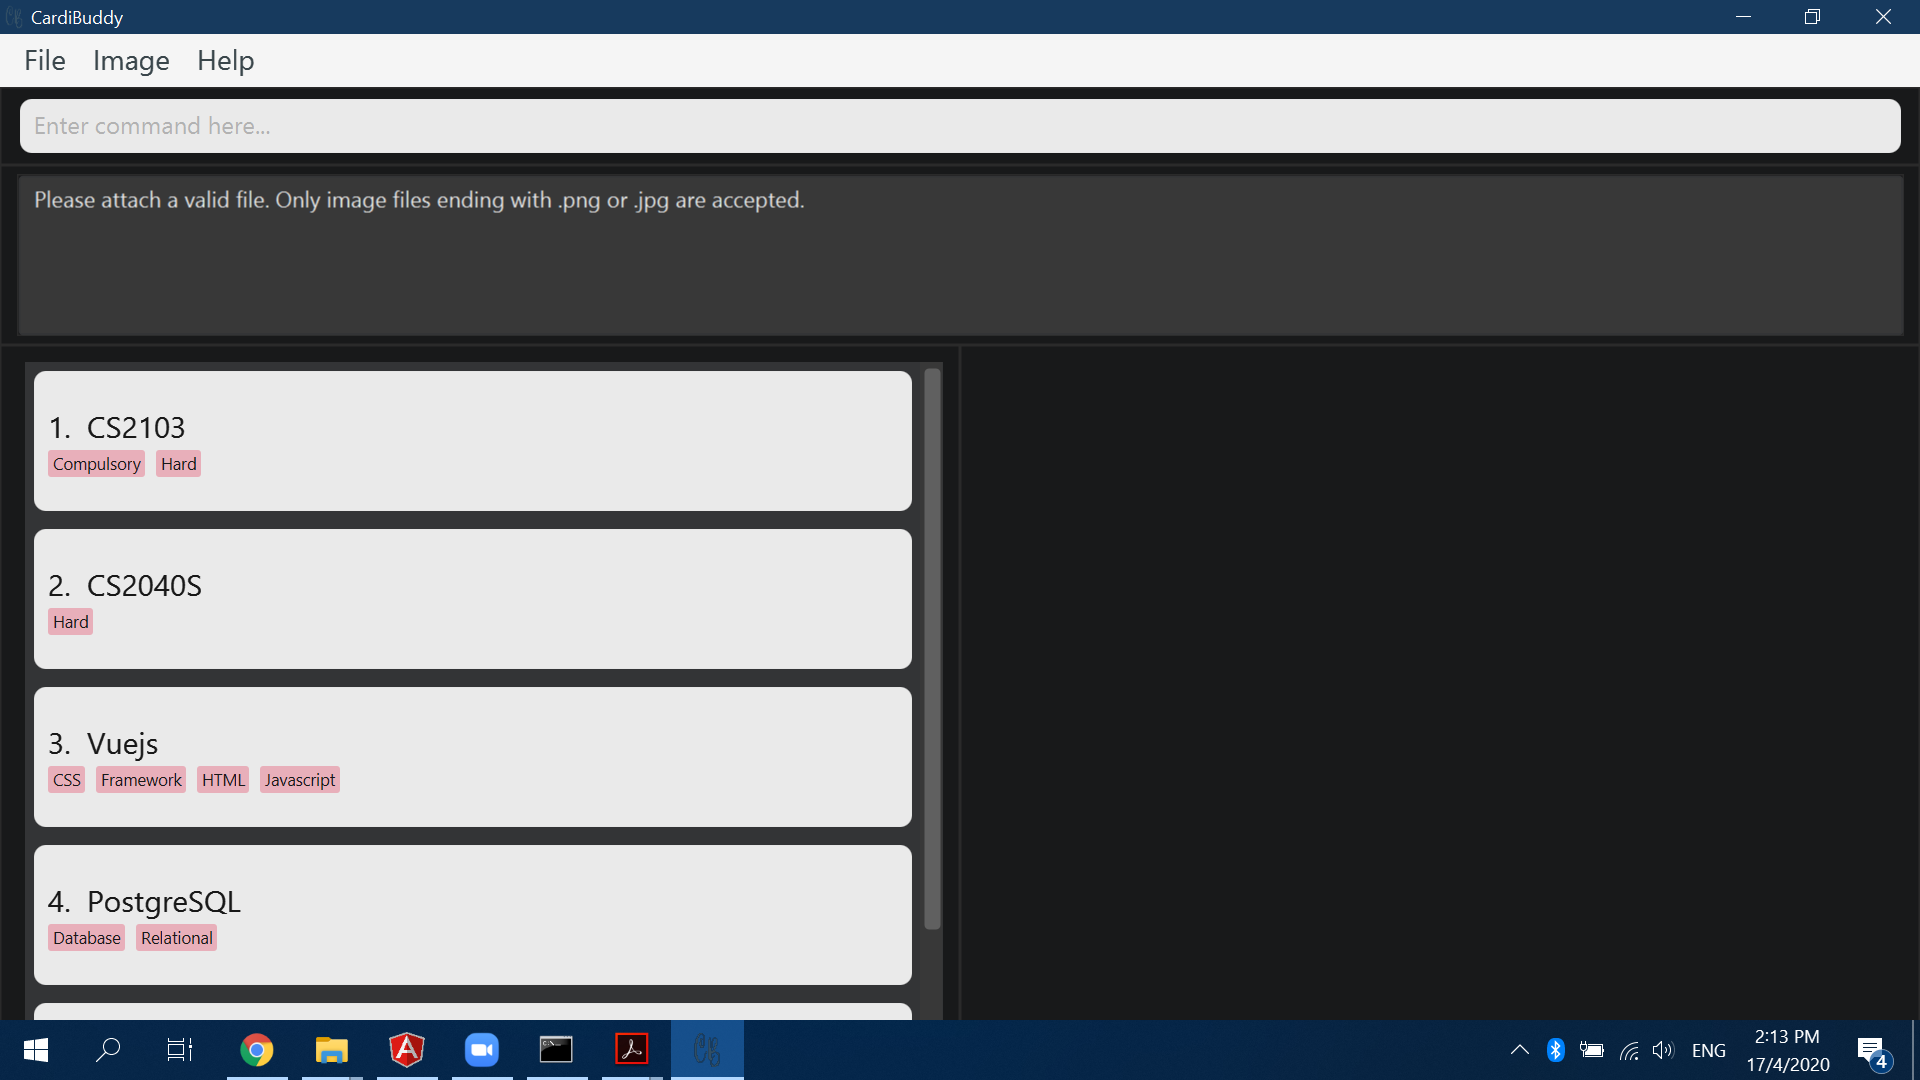 CardiBuddy
File Image Help
Enter command here...
Please attach a valid file. Only image files ending with .png or .jpg are accepted.
1. CS2103
Compulsory Hard
2. CS2040S
Hard
3. Vuejs
CSS Framework HTML Javascript
4. PostgreSQL
Database Relational
ENG
2:13 PM
17/4/2020
4